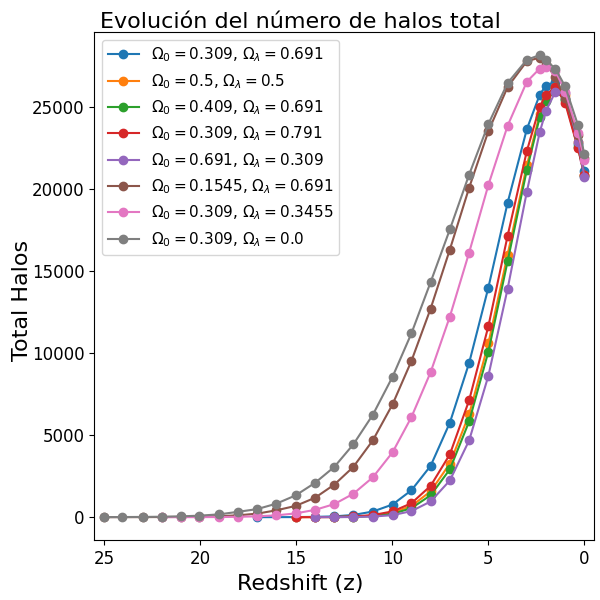 Evolución del número de halos total
Ω₀ = 0.309, Ω_λ = 0.691
Ω₀ = 0.5, Ω_λ = 0.5
Ω₀ = 0.409, Ω_λ = 0.691
Ω₀ = 0.309, Ω_λ = 0.791
Ω₀ = 0.691, Ω_λ = 0.309
Ω₀ = 0.1545, Ω_λ = 0.691
Ω₀ = 0.309, Ω_λ = 0.3455
Ω₀ = 0.309, Ω_λ = 0.0
Total Halos
25000
20000
15000
10000
5000
0
25 20 15 10 5 0
Redshift (z)